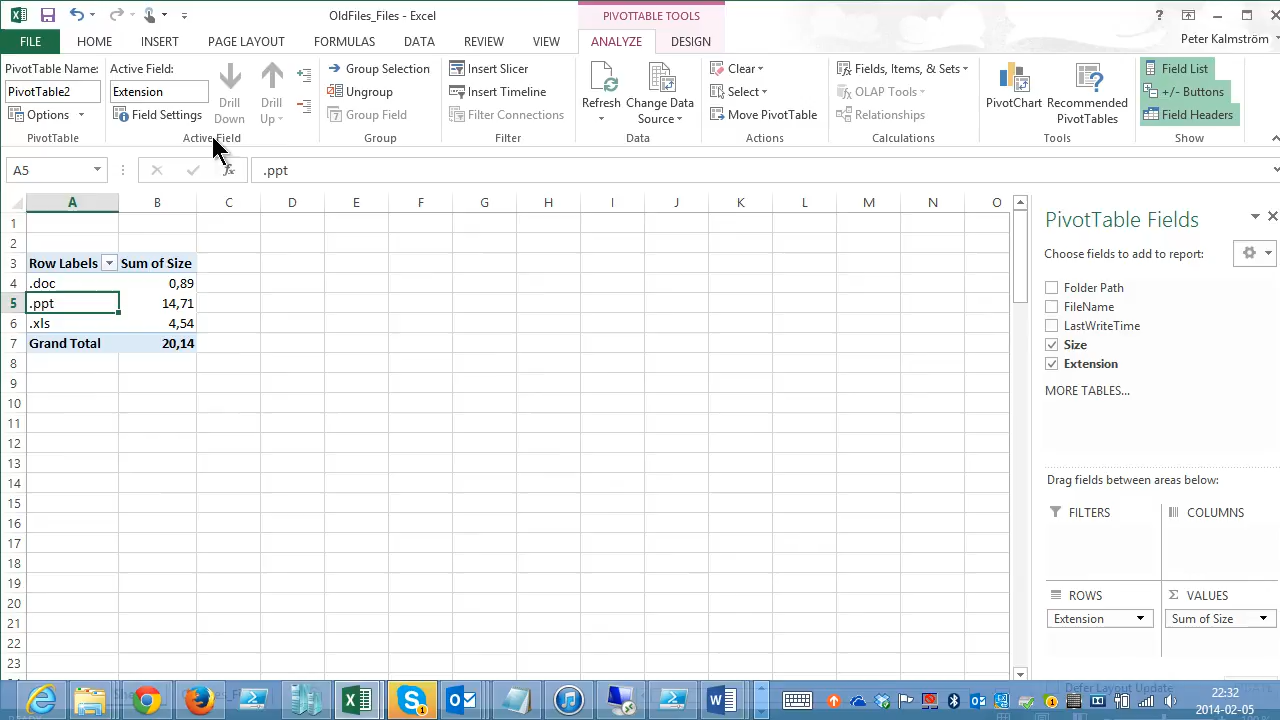 OldFiles_Files - Excel
PIVOTTABLE TOOLS
?
FILE HOME INSERT PAGE LAYOUT FORMULAS DATA REVIEW VIEW ANALYZE DESIGN
Peter Kalmström
PivotTable Name:
PivotTable2
Options
PivotTable
Active Field:
Extension
Field Settings
Drill
Down
Drill
Up
Active Field
Group Selection
Ungroup
Group Field
Group
Insert Slicer
Insert Timeline
Filter Connections
Filter
Refresh
Change Data
Source
Data
Clear
Select
Move PivotTable
Actions
Fields, Items, & Sets
OLAP Tools
Relationships
Calculations
PivotChart
Recommended
PivotTables
Tools
Field List
+/- Buttons
Field Headers
Show
A5
fx
.ppt
A B C D E F G H I J K L M N O
1
2
3 Row Labels Sum of Size
4 .doc 0,89
5 .ppt 14,71
6 .xls 4,54
7 Grand Total 20,14
8
9
10
11
12
13
14
15
16
17
18
19
20
21
22
23
PivotTable Fields
Choose fields to add to report:
Folder Path
FileName
LastWriteTime
Size
Extension
MORE TABLES...
Drag fields between areas below:
FILTERS
COLUMNS
ROWS
Σ VALUES
Extension
Sum of Size
Defer Layout Update
22:32
2014-02-05